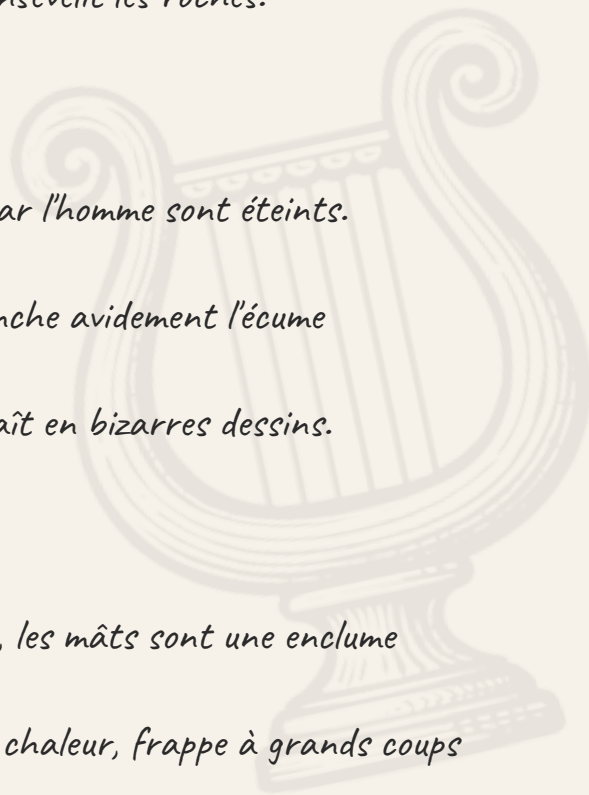 les roches.
ar l'homme sont éteints.
nche avidement l'écume
aît en bizarres dessins.
, les mâts sont une enclume
chaleur, frappe à grands coups